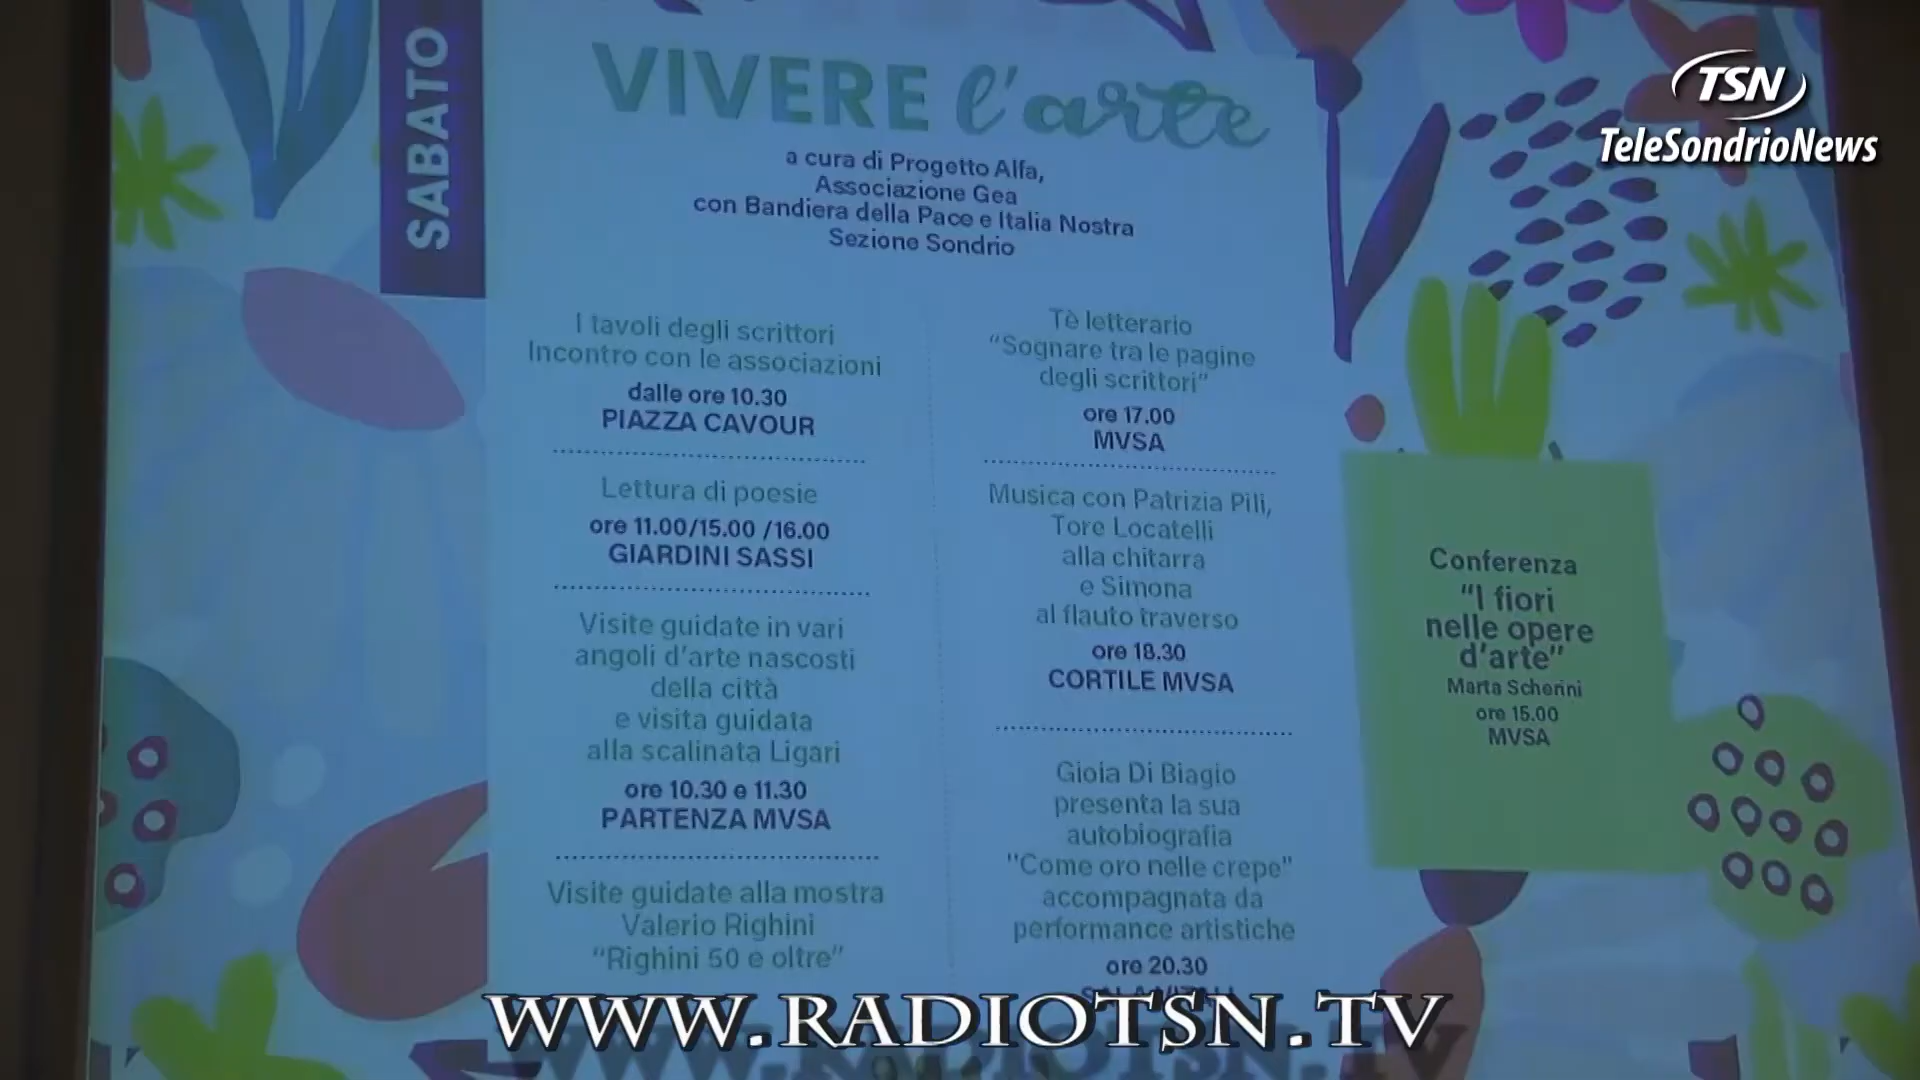 TSN
TeleSondrioNews
SABATO
VIVERE l'arte
a cura di Progetto Alfa,
Associazione Gea
con Bandiera della Pace e Italia Nostra
Sezione Sondrio
I tavoli degli scrittori
Incontro con le associazioni
dalle ore 10.30
PIAZZA CAVOUR
Lettura di poesie
ore 11.00/15.00 /16.00
GIARDINI SASSI
Visite guidate in vari
angoli d'arte nascosti
della città
e visita guidata
alla scalinata Ligari
ore 10.30 e 11.30
PARTENZA MVSA
Visite guidate alla mostra
Valerio Righini
“Righini 50 e oltre”
Tè letterario
“Sognare tra le pagine
degli scrittori”
ore 17.00
MVSA
Musica con Patrizia Pili,
Tore Locatelli
alla chitarra
e Simona
al flauto traverso
ore 18.30
CORTILE MVSA
Gioia Di Biagio
presenta la sua
autobiografia
"Come oro nelle crepe"
accompagnata da
performance artistiche
ore 20.30
Conferenza
“I fiori
nelle opere
d'arte”
Marta Scherini
ore 15.00
MVSA
WWW.RADIOTSN.TV